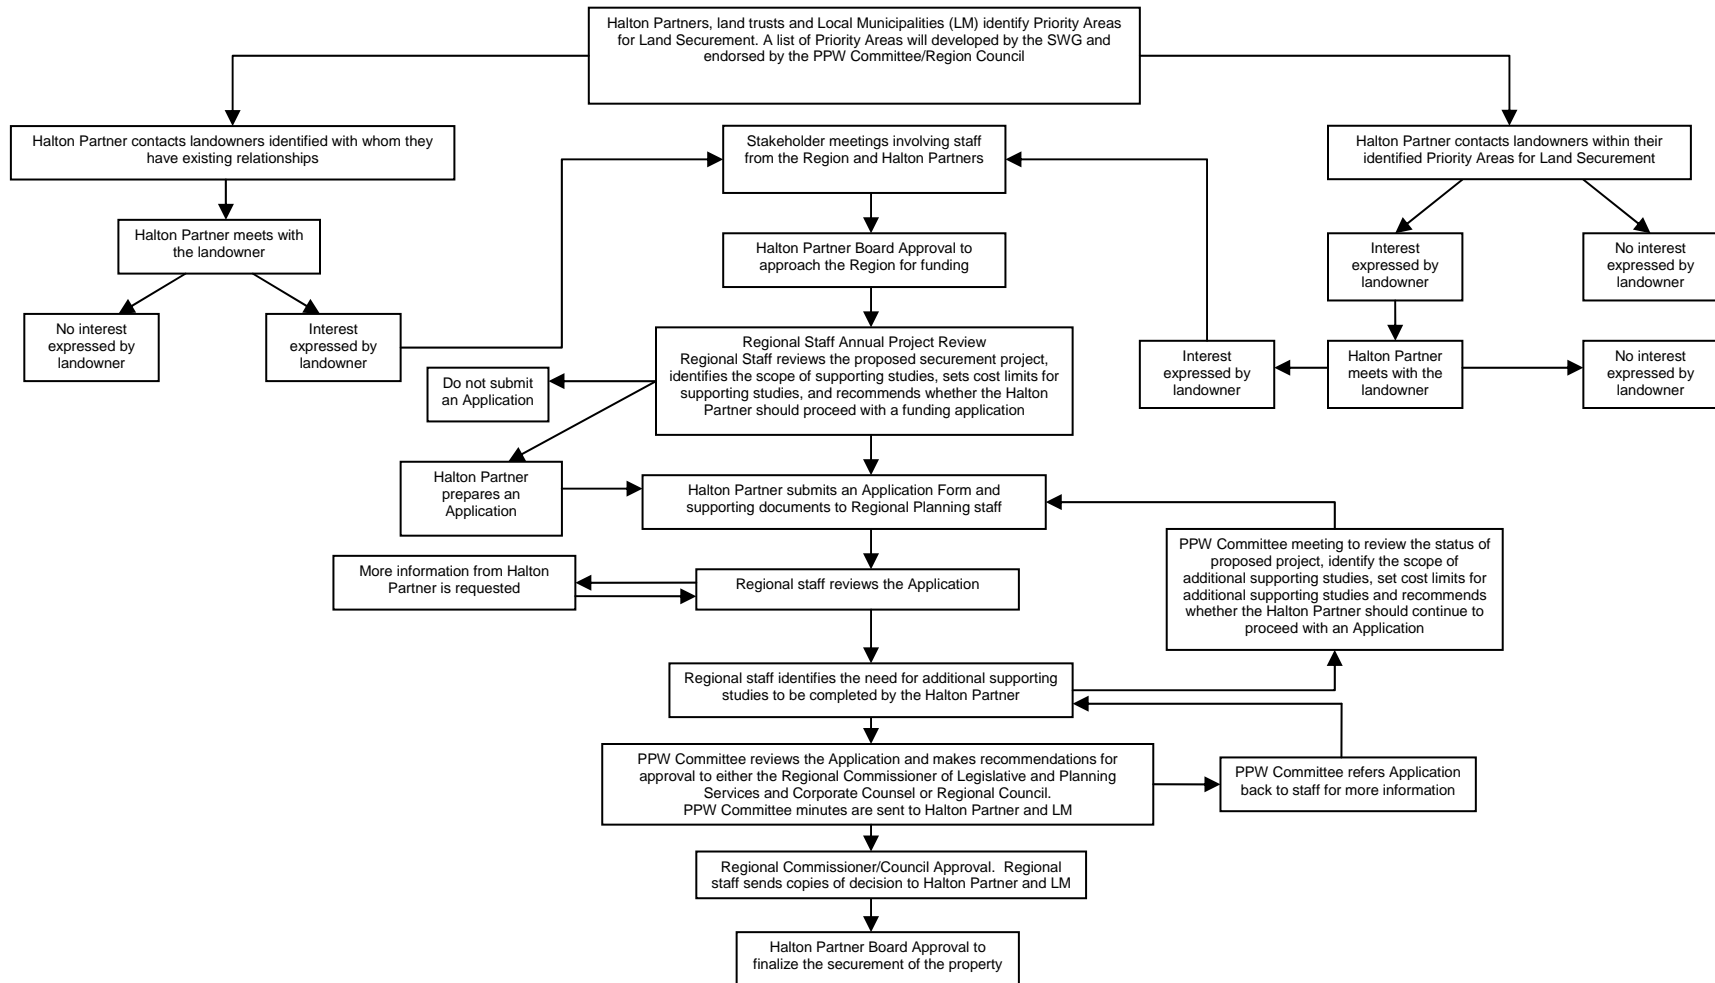 Halton Partners, land trusts and Local Municipalities (LM) identify Priority Areas
for Land Securement. A list of Priority Areas will developed by the SWG and
endorsed by the PPW Committee/Region Council
Halton Partner contacts landowners identified with whom they
have existing relationships
Stakeholder meetings involving staff
from the Region and Halton Partners
Halton Partner contacts landowners within their
identified Priority Areas for Land Securement
Halton Partner meets with
the landowner
Halton Partner Board Approval to
approach the Region for funding
Interest
expressed by
landowner
No interest
expressed by
landowner
No interest
expressed by
landowner
Interest
expressed by
landowner
Regional Staff Annual Project Review
Regional Staff reviews the proposed securement project,
identifies the scope of supporting studies, sets cost limits for
supporting studies, and recommends whether the Halton
Partner should proceed with a funding application
Interest
expressed by
landowner
Halton Partner
meets with the
landowner
No interest
expressed by
landowner
Do not submit
an Application
Halton Partner
prepares an
Application
Halton Partner submits an Application Form and
supporting documents to Regional Planning staff
PPW Committee meeting to review the status of
proposed project, identify the scope of
additional supporting studies, set cost limits for
additional supporting studies and recommends
whether the Halton Partner should continue to
proceed with an Application
More information from Halton
Partner is requested
Regional staff reviews the Application
Regional staff identifies the need for additional supporting
studies to be completed by the Halton Partner
PPW Committee reviews the Application and makes recommendations for
approval to either the Regional Commissioner of Legislative and Planning
Services and Corporate Counsel or Regional Council.
PPW Committee minutes are sent to Halton Partner and LM
PPW Committee refers Application
back to staff for more information
Regional Commissioner/Council Approval.  Regional
staff sends copies of decision to Halton Partner and LM
Halton Partner Board Approval to
finalize the securement of the property